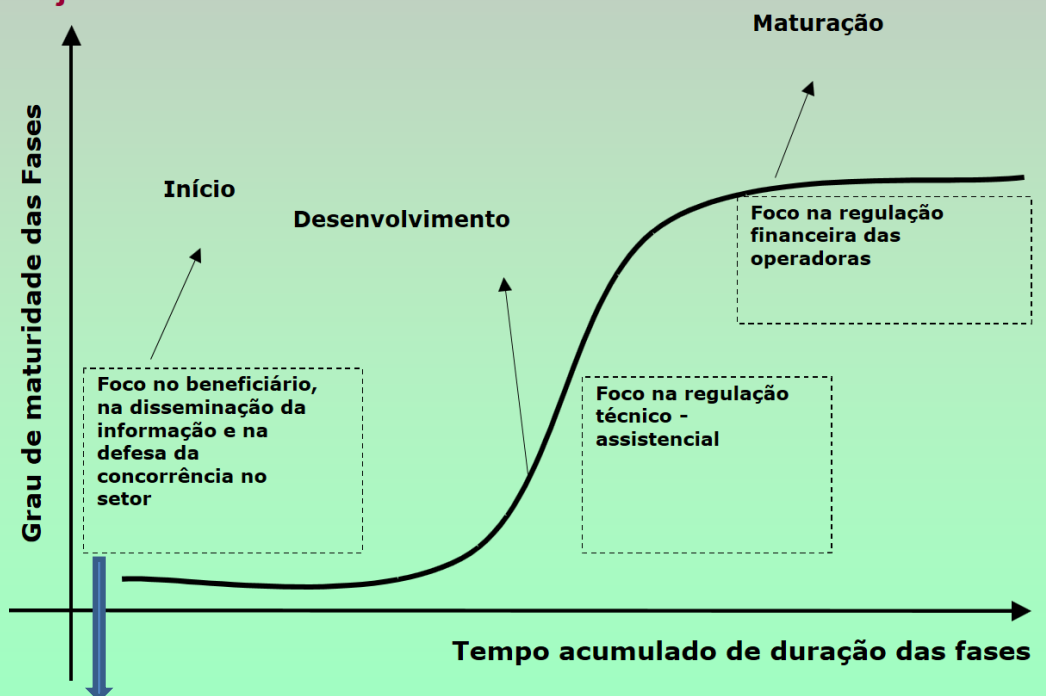 Maturação
Início
Desenvolvimento
Foco na regulação
financeira das
operadoras
Foco no beneficiário,
na disseminação da
informação e na
defesa da
concorrência no
setor
Foco na regulação
técnico -
assistencial
Grau de maturidade das Fases
Tempo acumulado de duração das fases